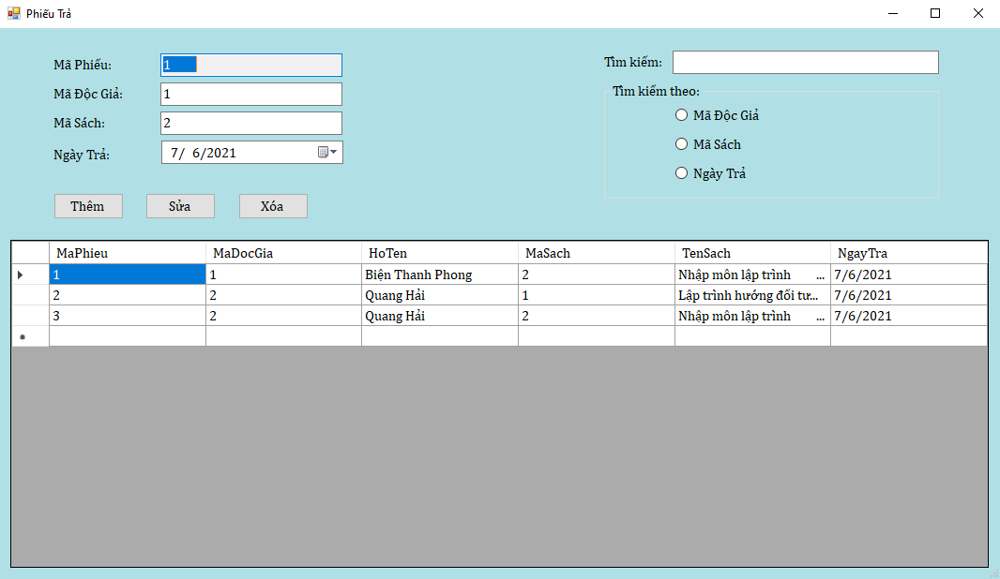 Phiếu Trả
Mã Phiếu: 1
Mã Độc Giả: 1
Mã Sách: 2
Ngày Trả: 7/ 6/2021
Thêm Sửa Xóa
Tìm kiếm:
Tìm kiếm theo:
Mã Độc Giả
Mã Sách
Ngày Trả
MaPhieu MaDocGia HoTen MaSach TenSach NgayTra
1 1 Biện Thanh Phong 2 Nhập môn lập trình ... 7/6/2021
2 2 Quang Hải 1 Lập trình hướng đối tư... 7/6/2021
3 2 Quang Hải 2 Nhập môn lập trình ... 7/6/2021